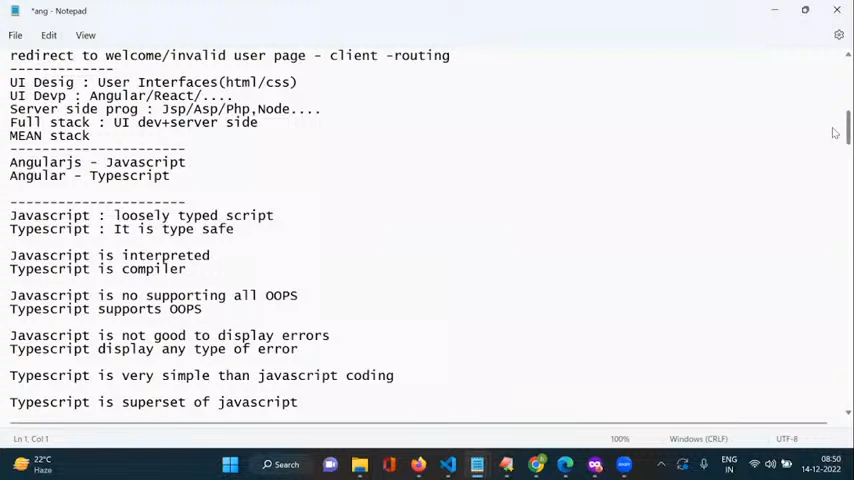 *ang - Notepad
File Edit View
redirect to welcome/invalid user page - client -routing
-------------
UI Desig : User Interfaces(html/css)
UI Devp : Angular/React/....
Server side prog : Jsp/Asp/Php,Node....
Full stack : UI dev+server side
MEAN stack
----------------------
Angularjs - Javascript
Angular - Typescript
----------------------
Javascript : loosely typed script
Typescript : It is type safe
Javascript is interpreted
Typescript is compiler
Javascript is no supporting all OOPS
Typescript supports OOPS
Javascript is not good to display errors
Typescript display any type of error
Typescript is very simple than javascript coding
Typescript is superset of javascript
Ln 1, Col 1 100% Windows (CRLF) UTF-8
22°C
Haze
Search
ENG
IN
08:50
14-12-2022